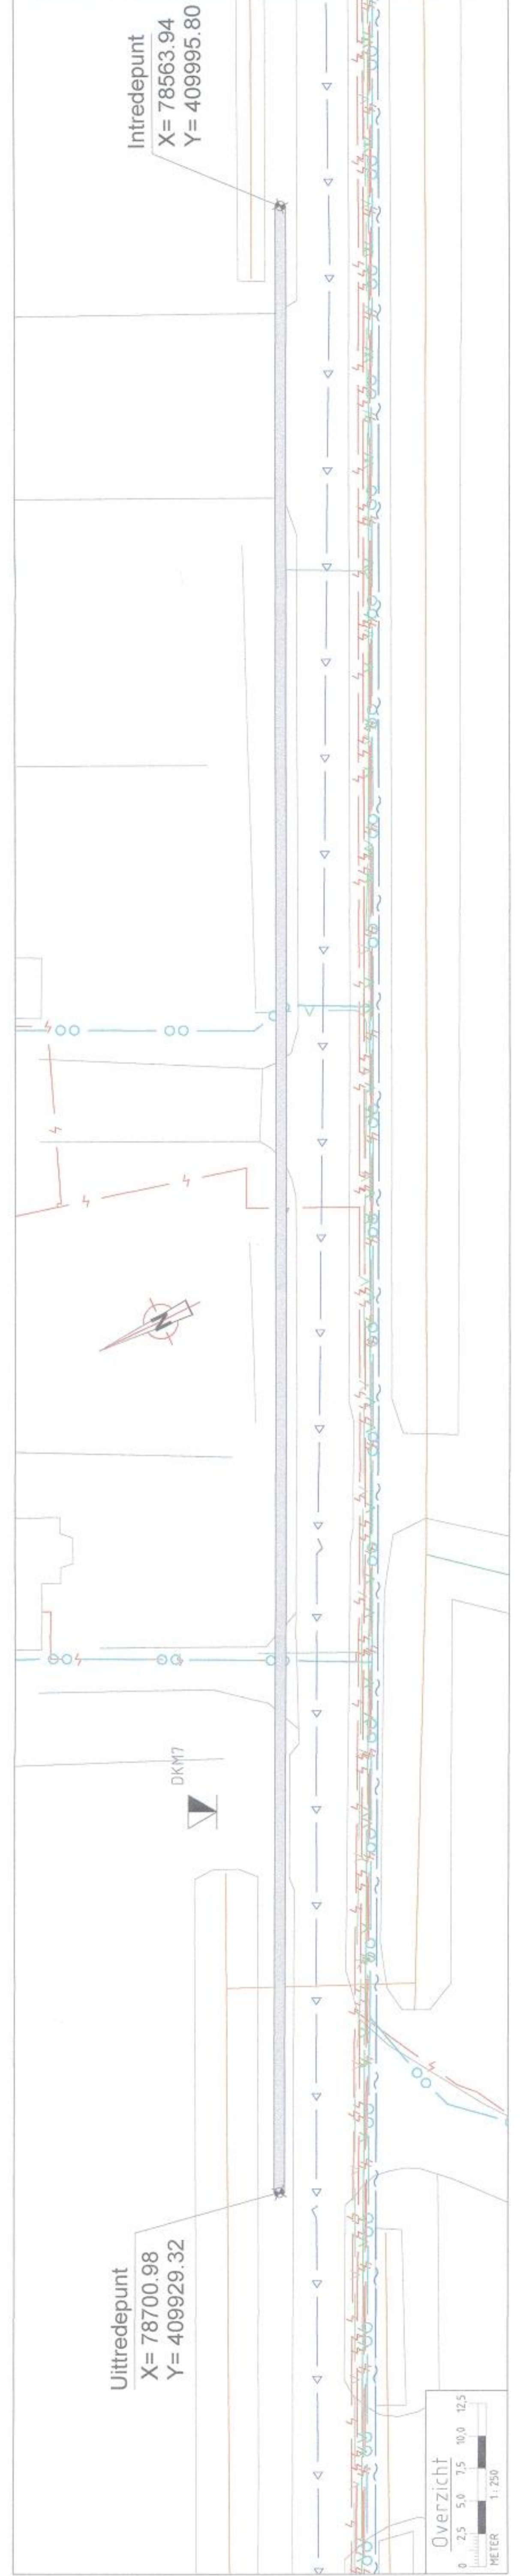 Intredepunt
X= 78563.94
Y= 409995.80
N
DKM7
Uittredepunt
X= 78700.98
Y= 409929.32
Overzicht
0 2,5 5,0 7,5 10,0 12,5
METER 1: 250